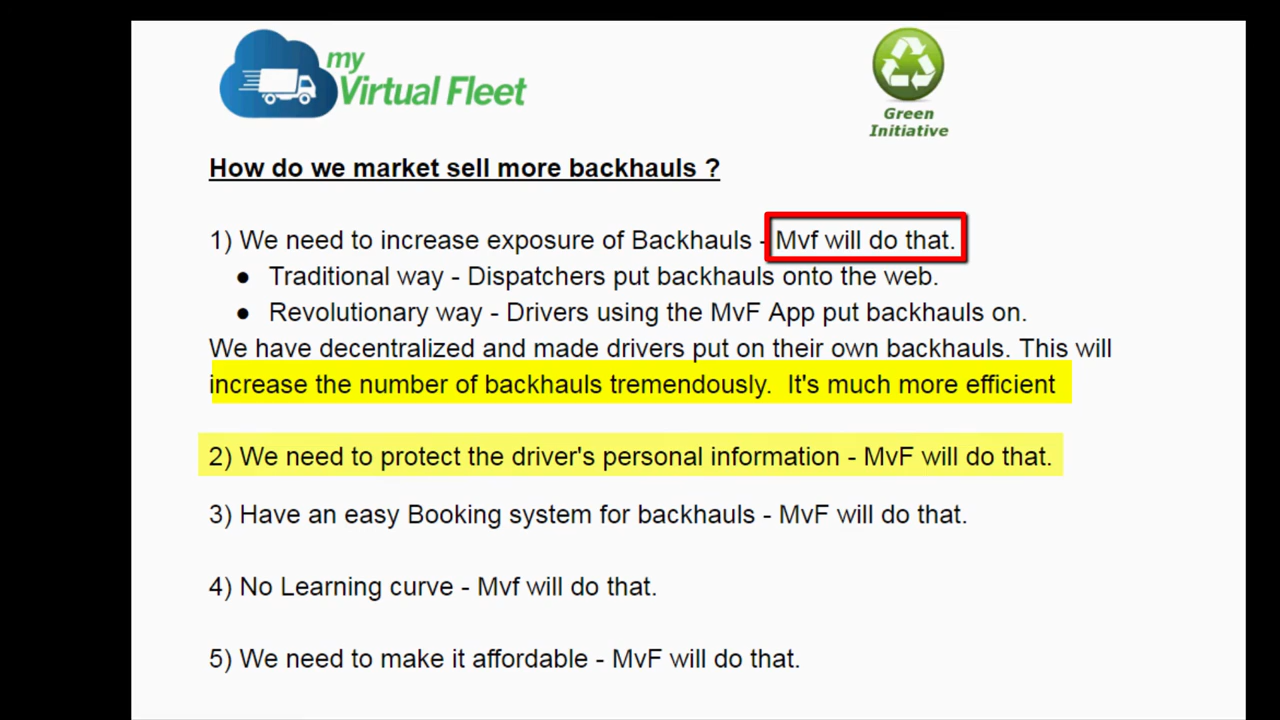 my
Virtual Fleet
Green
Initiative
How do we market sell more backhauls ?
1) We need to increase exposure of Backhauls - Mvf will do that.
● Traditional way - Dispatchers put backhauls onto the web.
● Revolutionary way - Drivers using the MvF App put backhauls on.
We have decentralized and made drivers put on their own backhauls. This will
increase the number of backhauls tremendously.  It's much more efficient
2) We need to protect the driver's personal information - MvF will do that.
3) Have an easy Booking system for backhauls - MvF will do that.
4) No Learning curve - Mvf will do that.
5) We need to make it affordable - MvF will do that.